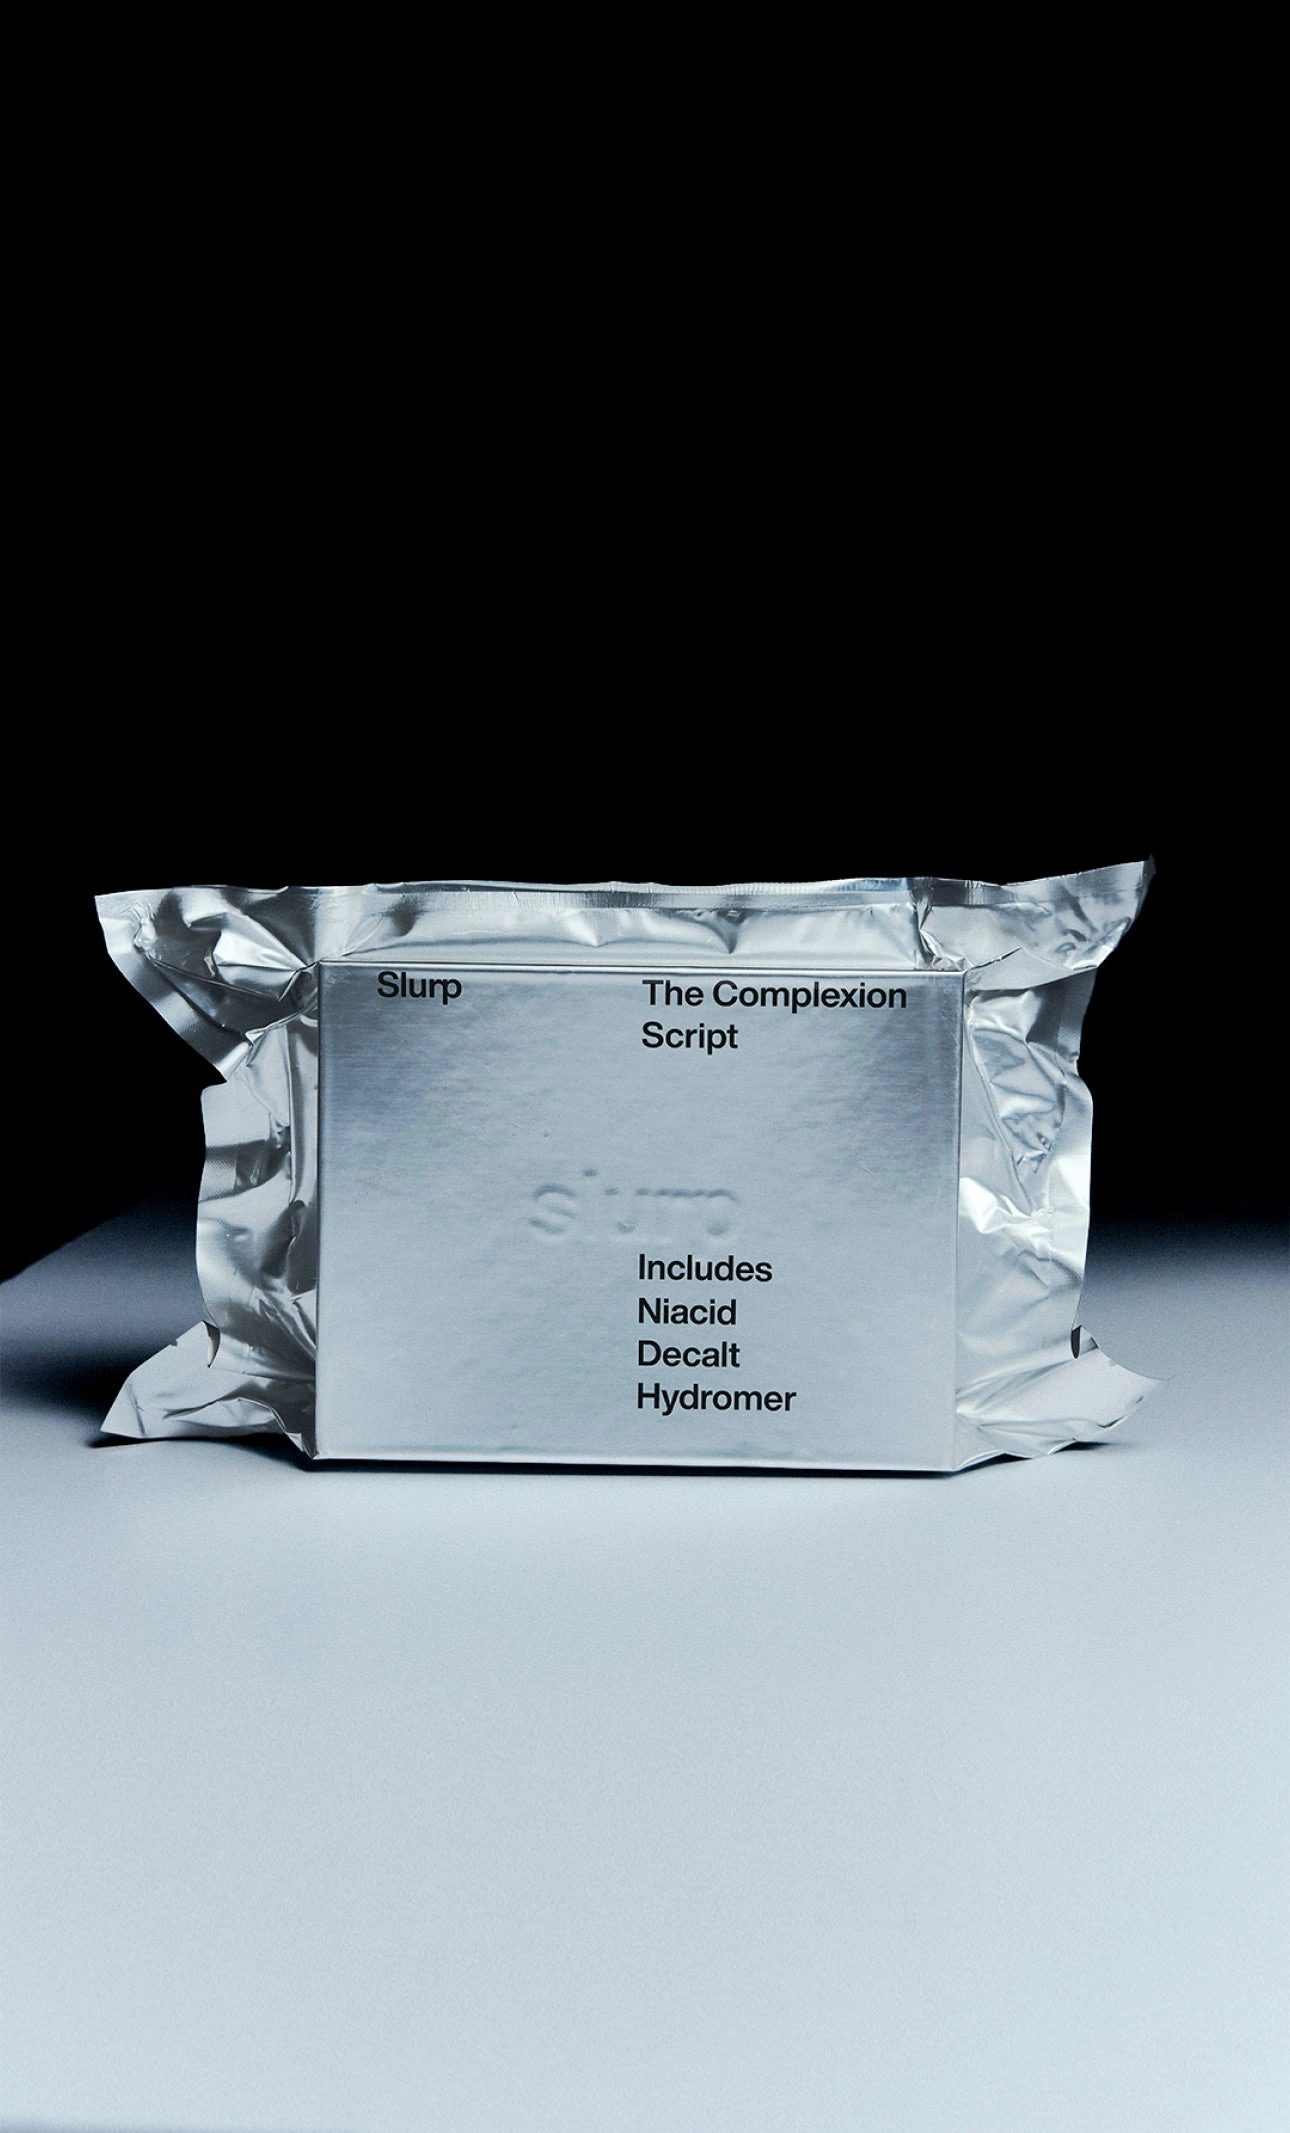 Slurp
The Complexion
Script
slurp
Includes
Niacid
Decalt
Hydromer